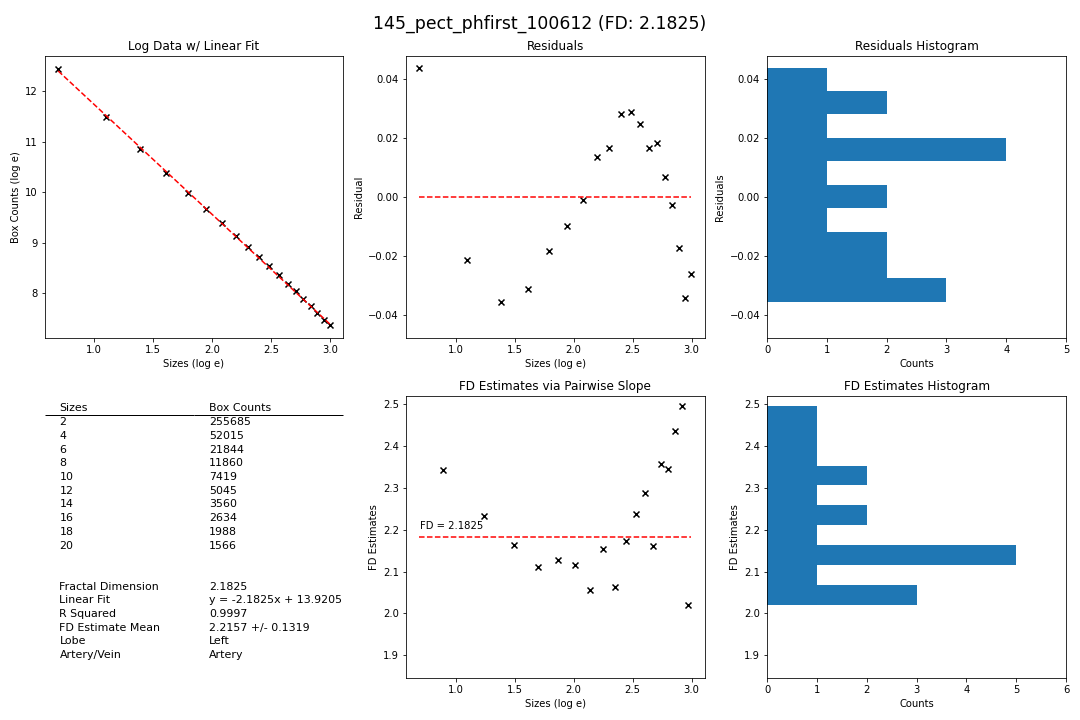 145_pect_phfirst_100612 (FD: 2.1825)
Log Data w/ Linear Fit
12
11
10
9
8
Box Counts (log e)
1.0 1.5 2.0 2.5 3.0
Sizes (log e)
Residuals
0.04
0.02
0.00
−0.02
−0.04
Residual
1.0 1.5 2.0 2.5 3.0
Sizes (log e)
Residuals Histogram
0.04
0.02
0.00
−0.02
−0.04
Residuals
0 1 2 3 4 5
Counts
Sizes Box Counts
2 255685
4 52015
6 21844
8 11860
10 7419
12 5045
14 3560
16 2634
18 1988
20 1566
Fractal Dimension 2.1825
Linear Fit y = -2.1825x + 13.9205
R Squared 0.9997
FD Estimate Mean 2.2157 +/- 0.1319
Lobe Left
Artery/Vein Artery
FD Estimates via Pairwise Slope
2.5
2.4
2.3
2.2
2.1
2.0
1.9
FD Estimates
FD = 2.1825
1.0 1.5 2.0 2.5 3.0
Sizes (log e)
FD Estimates Histogram
2.5
2.4
2.3
2.2
2.1
2.0
1.9
FD Estimates
0 1 2 3 4 5 6
Counts